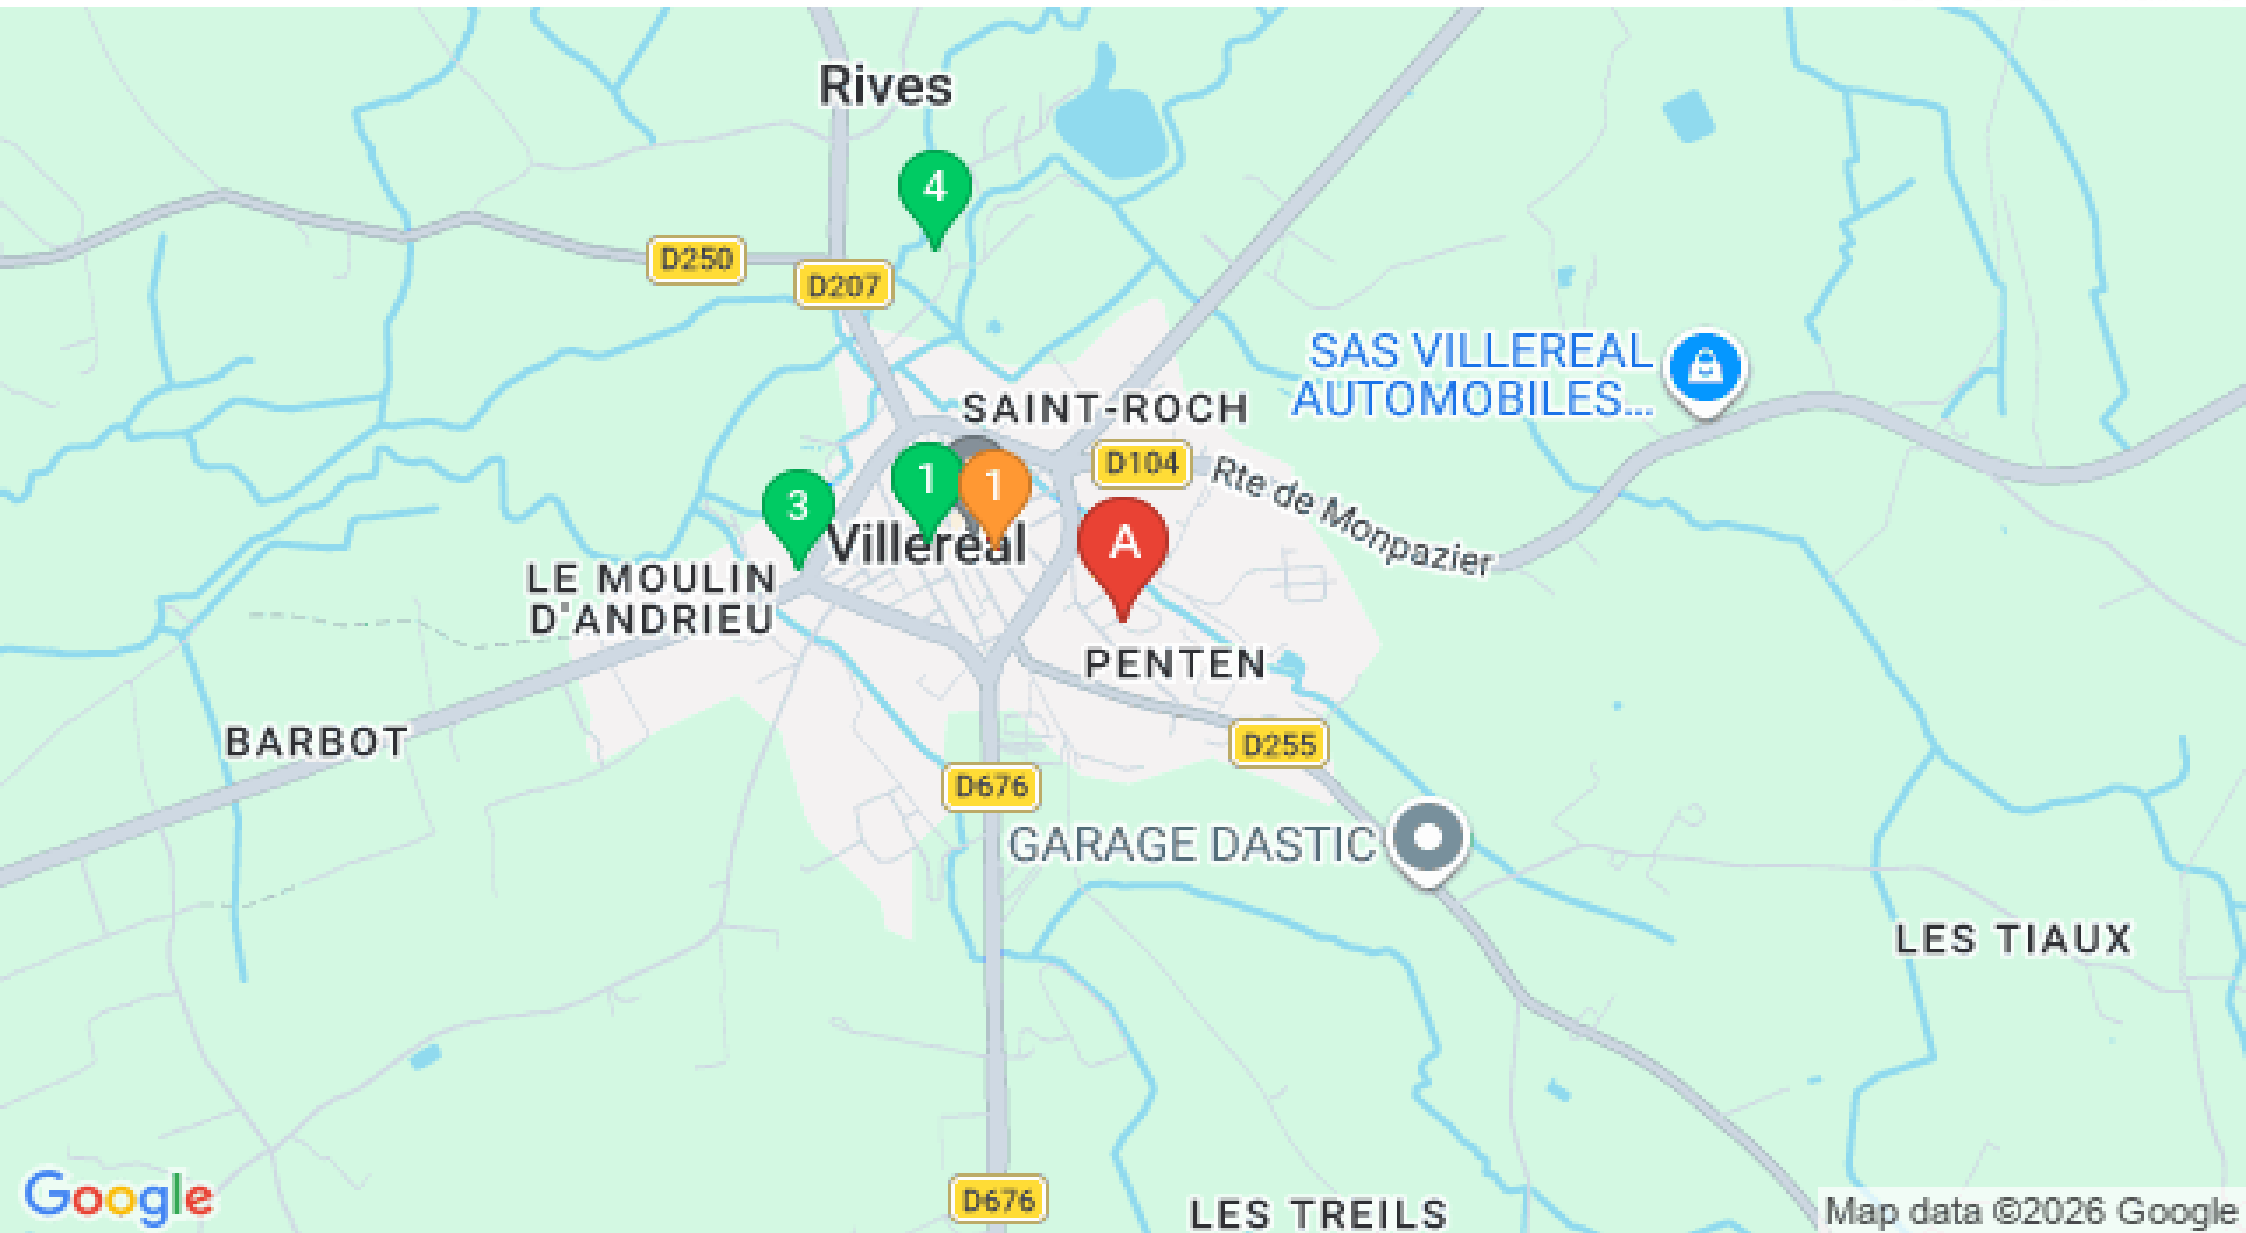 Rives
4
D250
D207
SAS VILLEREAL
AUTOMOBILES...
SAINT-ROCH
D104
Rte de Monpazier
1
1
3
A
Villeréal
LE MOULIN
D'ANDRIEU
PENTEN
BARBOT
D255
D676
GARAGE DASTIC
LES TIAUX
D676
LES TREILS
Google
Map data ©2026 Google